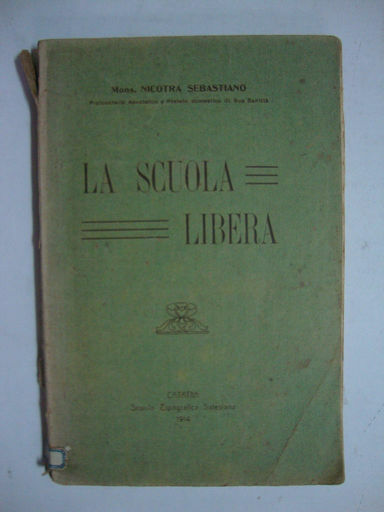 Mons. NICOTRA SEBASTIANO
Protonotario Apostolico e Prelato domestico di Sua Santità
LA SCUOLA
LIBERA
CATANIA
Scuola Tipografica Salesiana
1914